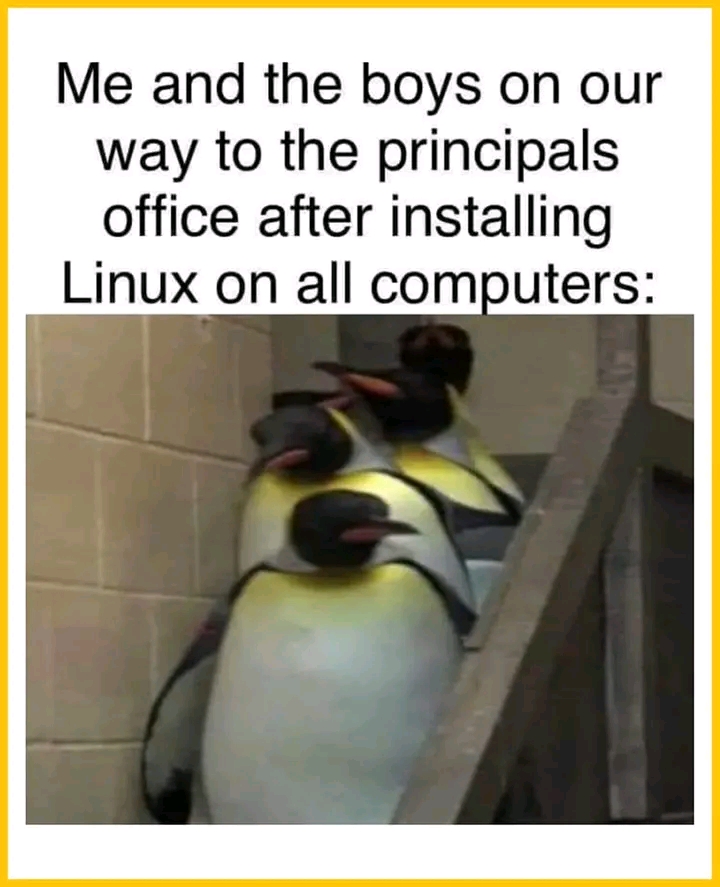 Me and the boys on our
way to the principals
office after installing
Linux on all computers: